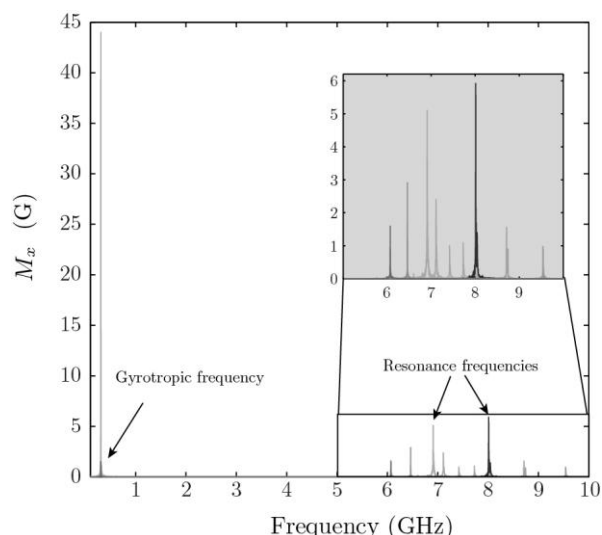 45
40
35
30
25
20
15
10
5
0
M_x (G)
6
5
4
3
2
1
0
6 7 8 9
Gyrotropic frequency
Resonance frequencies
1 2 3 4 5 6 7 8 9 10
Frequency (GHz)